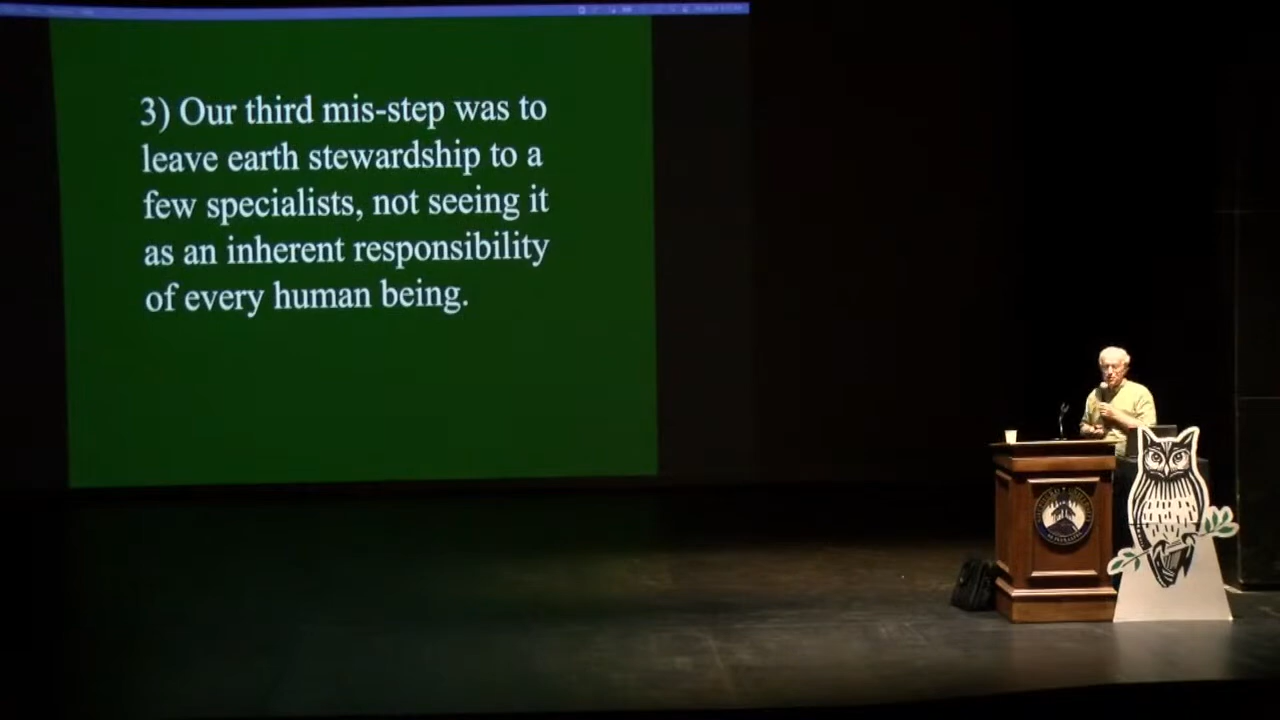 3) Our third mis-step was to
leave earth stewardship to a
few specialists, not seeing it
as an inherent responsibility
of every human being.